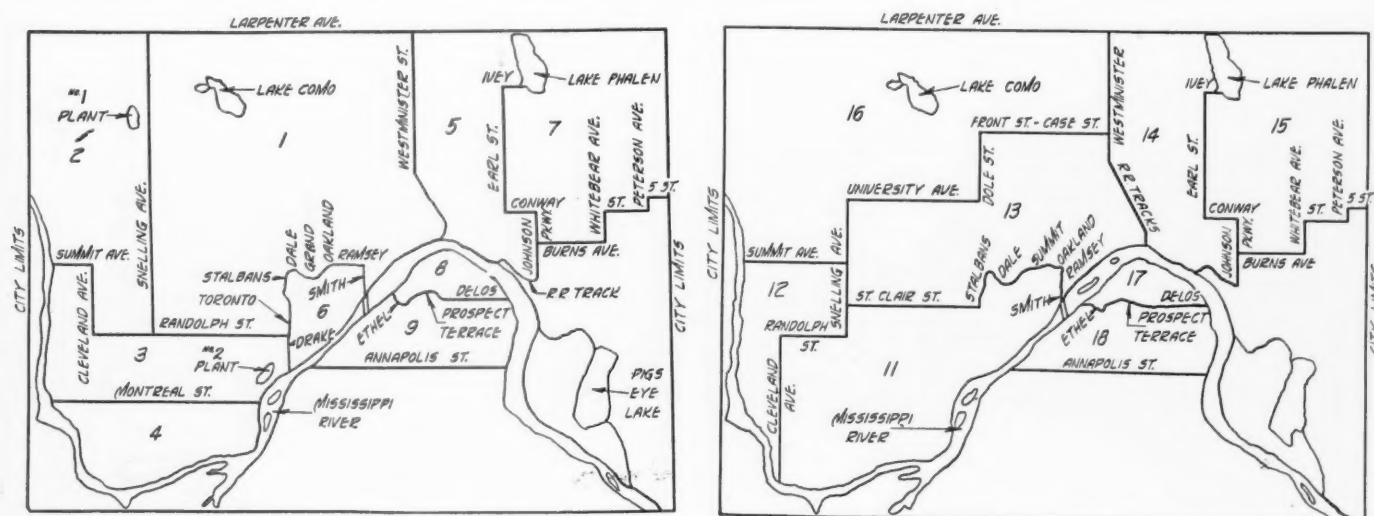 LARPENTER AVE.
WESTMINISTER ST.
IVEY
LAKE PHALEN
LAKE COMO
No. 1
PLANT
2
1
5
7
SNELLING AVE.
EARL ST.
WHITEBEAR AVE.
PETERSON AVE.
5 ST.
CONWAY
ST.
PKWY.
JOHNSON
BURNS AVE.
CITY LIMITS
CITY LIMITS
SUMMIT AVE.
DALE
GRAND
OAKLAND
RAMSEY
STALBANS
SMITH
TORONTO
8
DELOS
R.R. TRACK
CLEVELAND AVE.
RANDOLPH ST.
6
DRAKE
ETHEL
9
PROSPECT
TERRACE
3
No. 2
PLANT
ANNAPOLIS ST.
MONTREAL ST.
PIGS
EYE
LAKE
MISSISSIPPI
RIVER
4
LARPENTER AVE.
WESTMINISTER
IVEY
LAKE PHALEN
LAKE COMO
16
FRONT ST. - CASE ST.
14
15
DOLE ST.
EARL ST.
WHITEBEAR AVE.
PETERSON AVE.
5 ST.
UNIVERSITY AVE.
R.R. TRACKS
CONWAY
ST.
PKWY.
JOHNSON
BURNS AVE
13
CITY LIMITS
CITY LIMITS
SUMMIT AVE.
STALBANS
DALE
SUMMIT
OAKLAND
RAMSEY
12
SNELLING AVE.
ST. CLAIR ST.
SMITH
17
DELOS
RANDOLPH
ST.
ETHEL
PROSPECT
TERRACE
18
11
ANNAPOLIS ST.
CLEVELAND
AVE.
MISSISSIPPI
RIVER